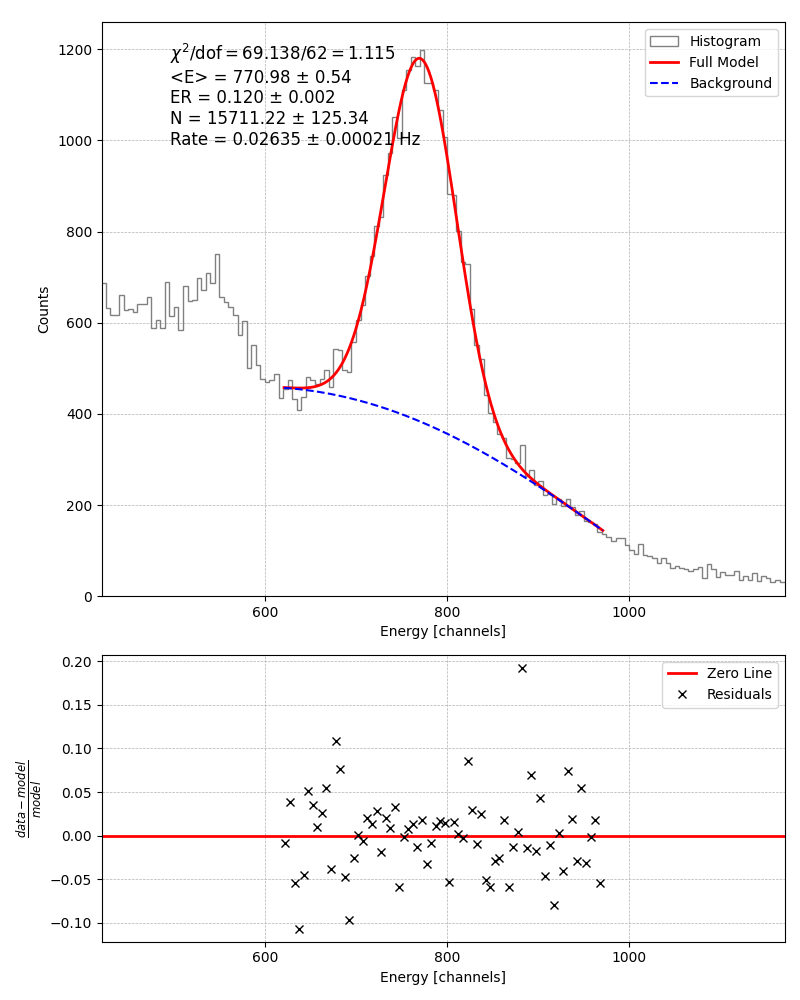 χ²/dof = 69.138/62 = 1.115
<E> = 770.98 ± 0.54
ER = 0.120 ± 0.002
N = 15711.22 ± 125.34
Rate = 0.02635 ± 0.00021 Hz
Histogram
Full Model
Background
1200
1000
800
600
400
200
0
Counts
600 800 1000
Energy [channels]
Zero Line
Residuals
0.20
0.15
0.10
0.05
0.00
−0.05
−0.10
data − model
model
600 800 1000
Energy [channels]